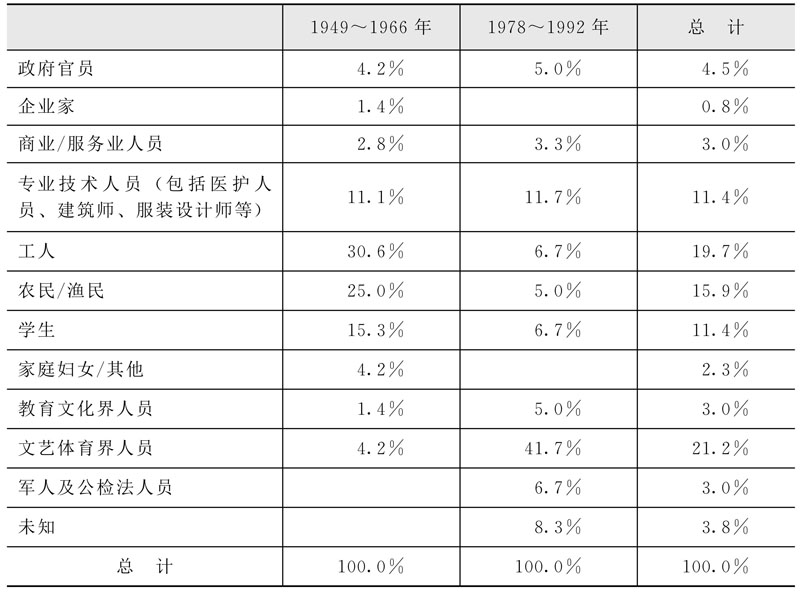 1949～1966 年 1978～1992 年 总 计
政府官员 4.2% 5.0% 4.5%
企业家 1.4% 0.8%
商业/服务业人员 2.8% 3.3% 3.0%
专业技术人员（包括医护人
员、建筑师、服装设计师等） 11.1% 11.7% 11.4%
工人 30.6% 6.7% 19.7%
农民/渔民 25.0% 5.0% 15.9%
学生 15.3% 6.7% 11.4%
家庭妇女/其他 4.2% 2.3%
教育文化界人员 1.4% 5.0% 3.0%
文艺体育界人员 4.2% 41.7% 21.2%
军人及公检法人员 6.7% 3.0%
未知 8.3% 3.8%
总 计 100.0% 100.0% 100.0%